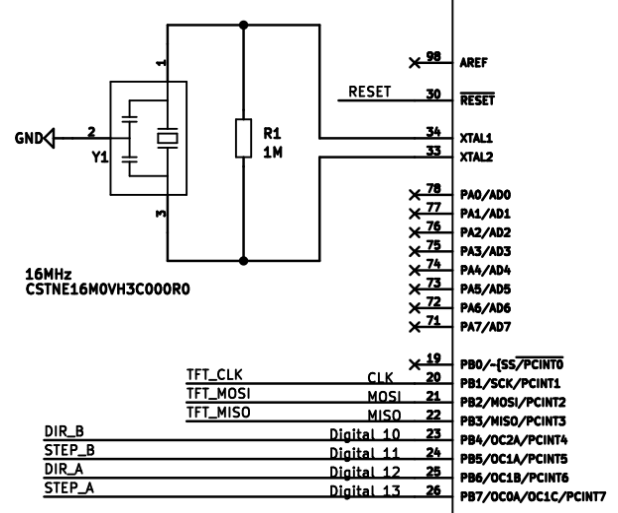 1
GND 2
Y1
3
R1
1M
16MHz
CSTNE16M0VH3C000R0
98 AREF
RESET 30 RESET
34 XTAL1
33 XTAL2
78 PA0/AD0
77 PA1/AD1
76 PA2/AD2
75 PA3/AD3
74 PA4/AD4
73 PA5/AD5
72 PA6/AD6
71 PA7/AD7
19 PB0/~{SS/PCINT0
TFT_CLK CLK 20 PB1/SCK/PCINT1
TFT_MOSI MOSI 21 PB2/MOSI/PCINT2
TFT_MISO MISO 22 PB3/MISO/PCINT3
DIR_B Digital 10 23 PB4/OC2A/PCINT4
STEP_B Digital 11 24 PB5/OC1A/PCINT5
DIR_A Digital 12 25 PB6/OC1B/PCINT6
STEP_A Digital 13 26 PB7/OC0A/OC1C/PCINT7